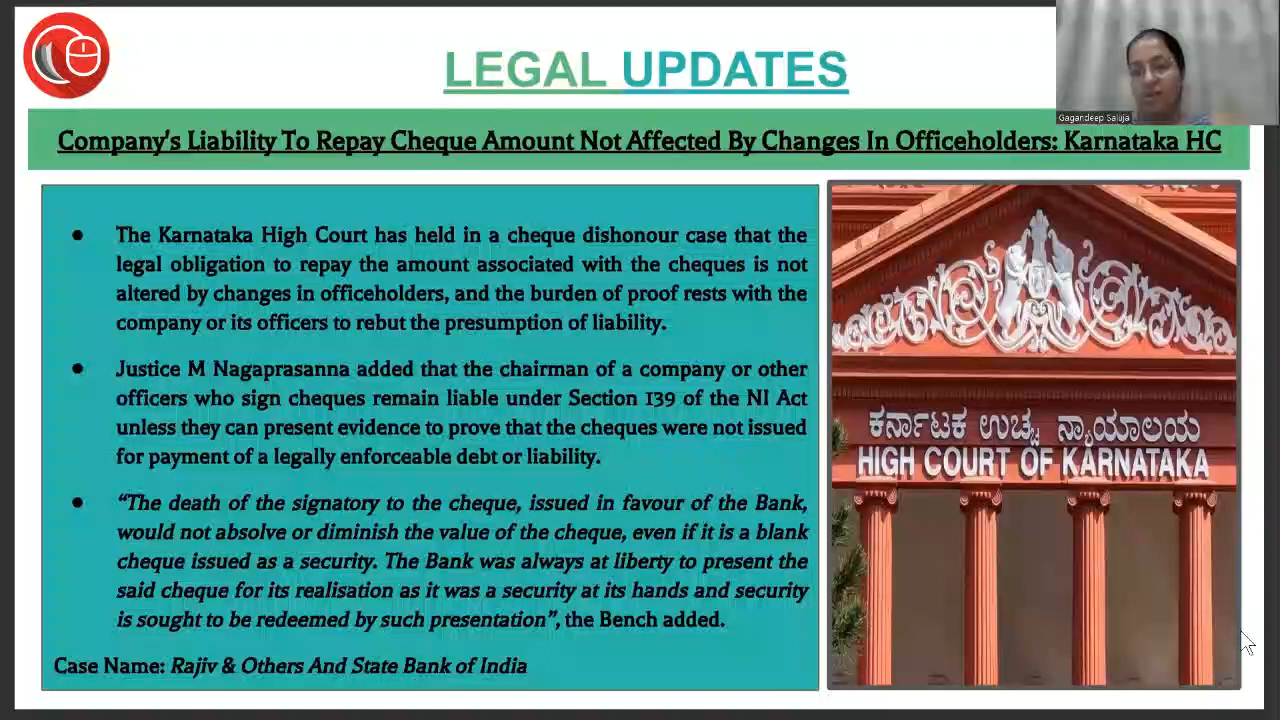 LEGAL UPDATES
Gagandeep Saluja
Company's Liability To Repay Cheque Amount Not Affected By Changes In Officeholders: Karnataka HC
● The Karnataka High Court has held in a cheque dishonour case that the
legal obligation to repay the amount associated with the cheques is not
altered by changes in officeholders, and the burden of proof rests with the
company or its officers to rebut the presumption of liability.
● Justice M Nagaprasanna added that the chairman of a company or other
officers who sign cheques remain liable under Section 139 of the NI Act
unless they can present evidence to prove that the cheques were not issued
for payment of a legally enforceable debt or liability.
● “The death of the signatory to the cheque, issued in favour of the Bank,
would not absolve or diminish the value of the cheque, even if it is a blank
cheque issued as a security. The Bank was always at liberty to present the
said cheque for its realisation as it was a security at its hands and security
is sought to be redeemed by such presentation”, the Bench added.
Case Name: Rajiv & Others And State Bank of India
ಕರ್ನಾಟಕ ಉಚ್ಚ ನ್ಯಾಯಾಲಯ
HIGH COURT OF KARNATAKA